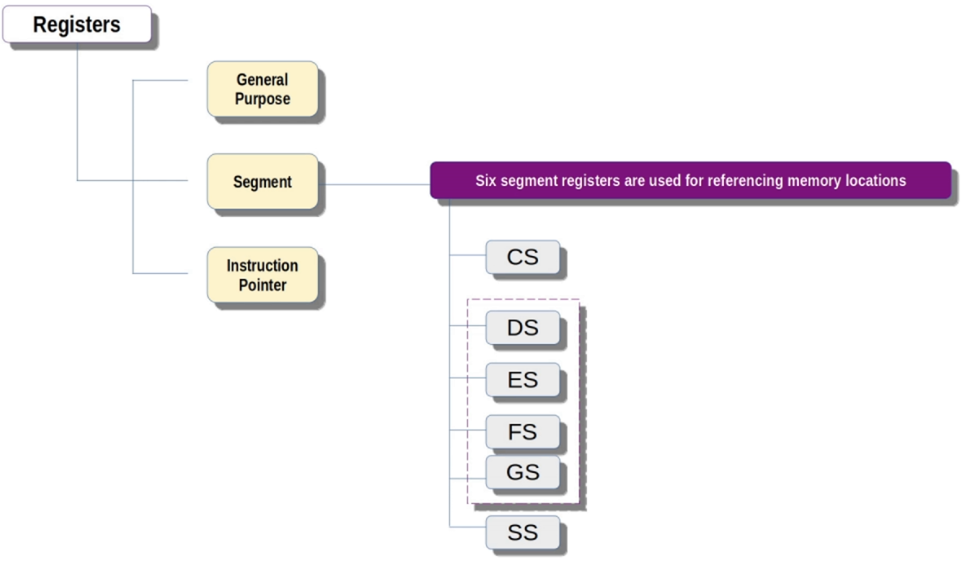 Registers
General
Purpose
Segment
Six segment registers are used for referencing memory locations
Instruction
Pointer
CS
DS
ES
FS
GS
SS